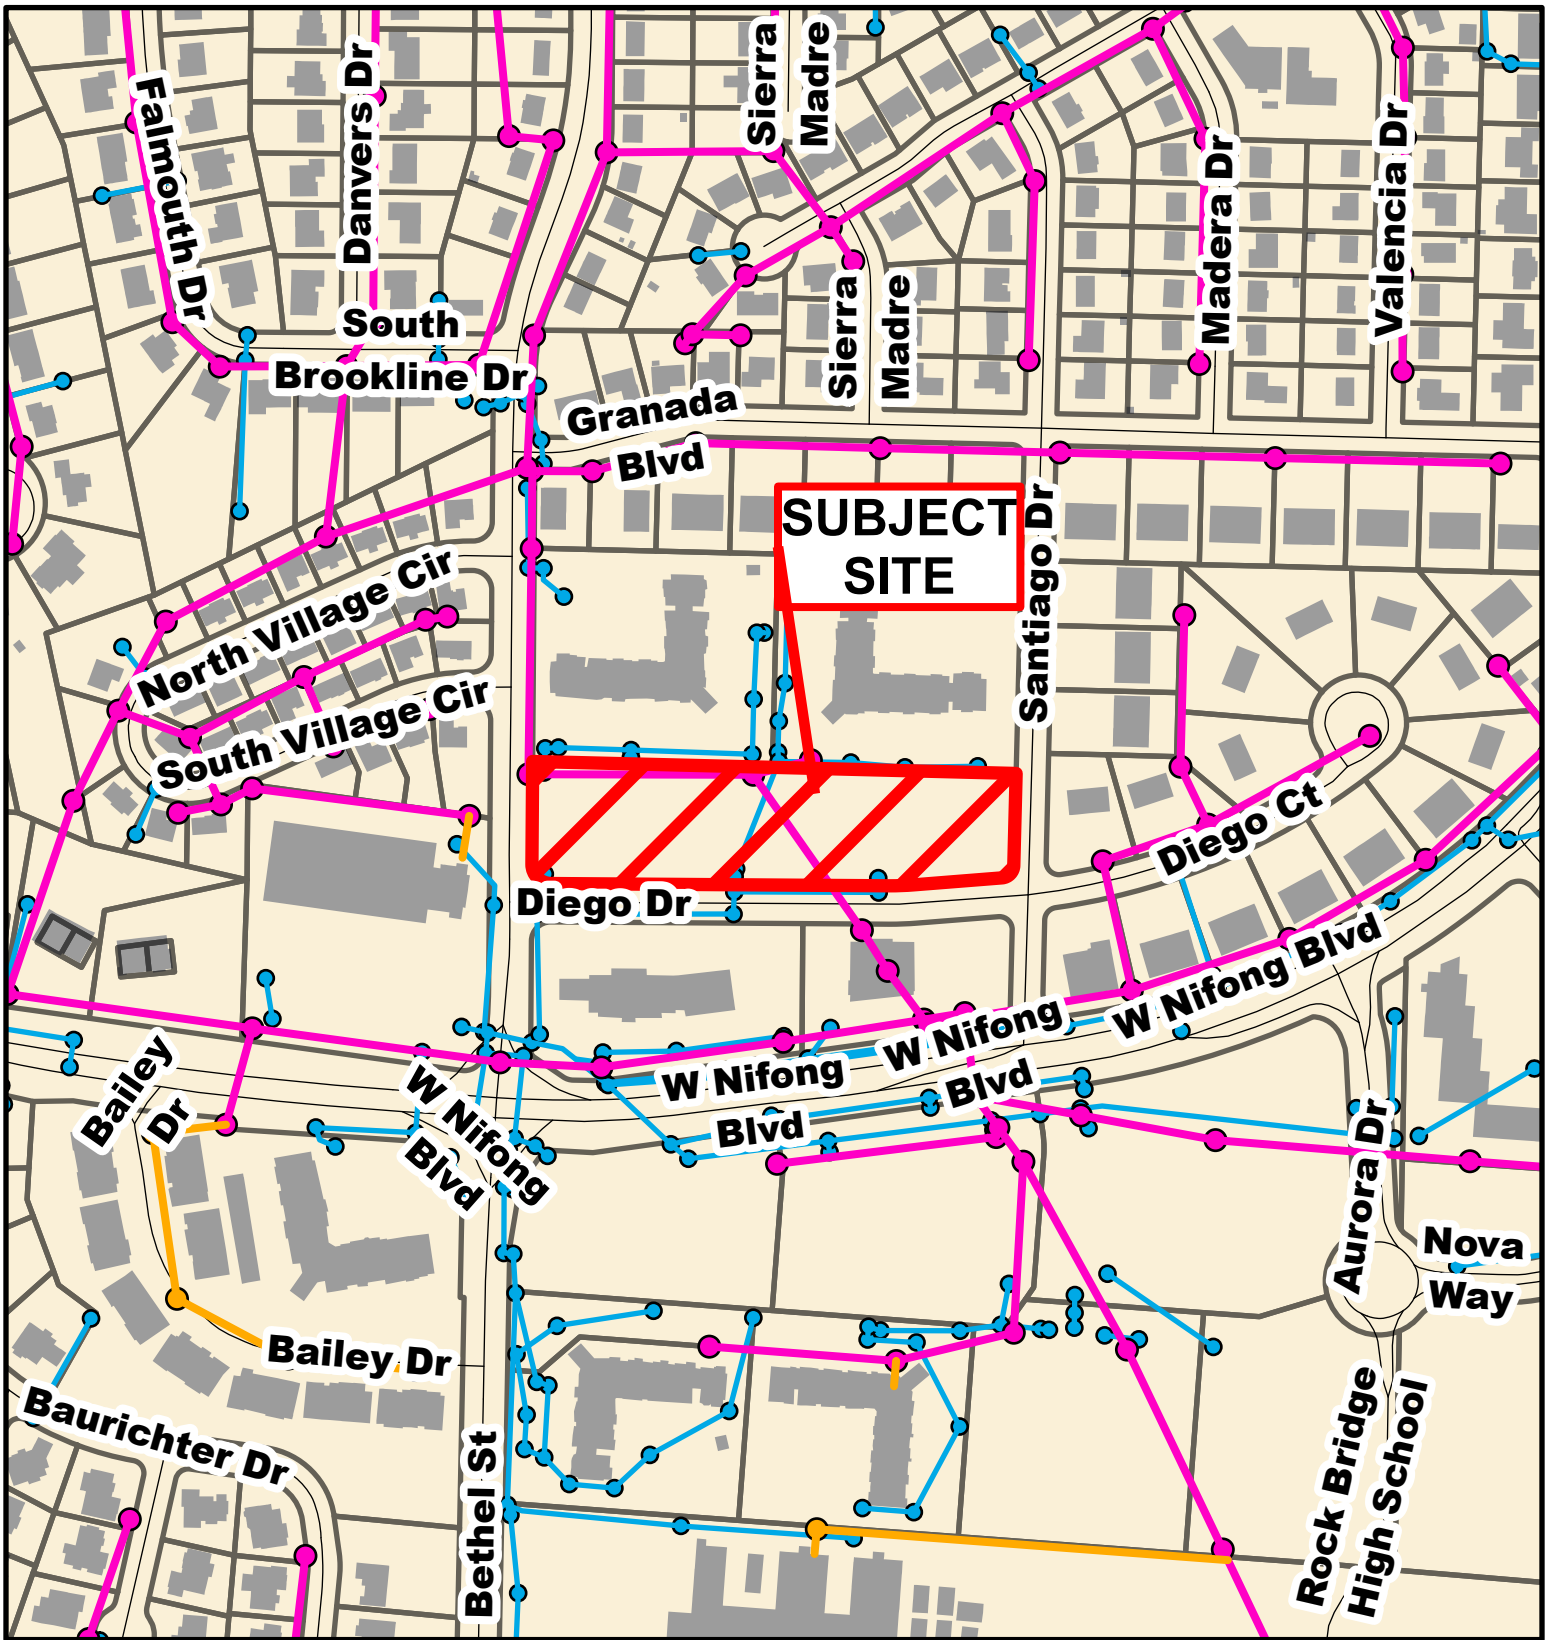 Sierra
Madre
Falmouth Dr
Danvers Dr
Madera Dr
Valencia Dr
Sierra
Madre
South
Brookline Dr
Granada
Blvd
SUBJECT
SITE
Santiago Dr
North Village Cir
South Village Cir
Diego Ct
Diego Dr
W Nifong Blvd
W Nifong
Blvd
W Nifong
Blvd
Bailey
Dr
W Nifong
Blvd
Aurora Dr
Nova
Way
Bailey Dr
Baurichter Dr
Bethel St
Rock Bridge
High School